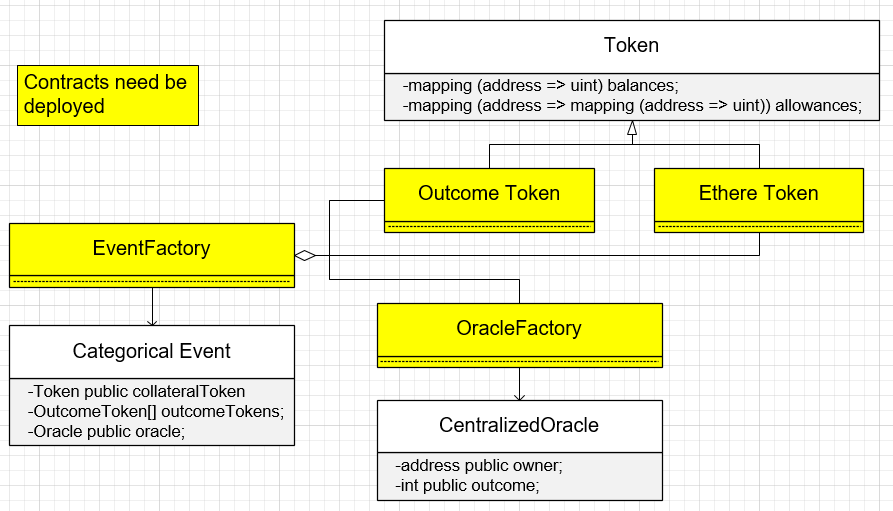 Token
-mapping (address => uint) balances;
-mapping (address => mapping (address => uint)) allowances;
Contracts need be
deployed
Outcome Token
Ethere Token
EventFactory
OracleFactory
Categorical Event
-Token public collateralToken
-OutcomeToken[] outcomeTokens;
-Oracle public oracle;
CentralizedOracle
-address public owner;
-int public outcome;